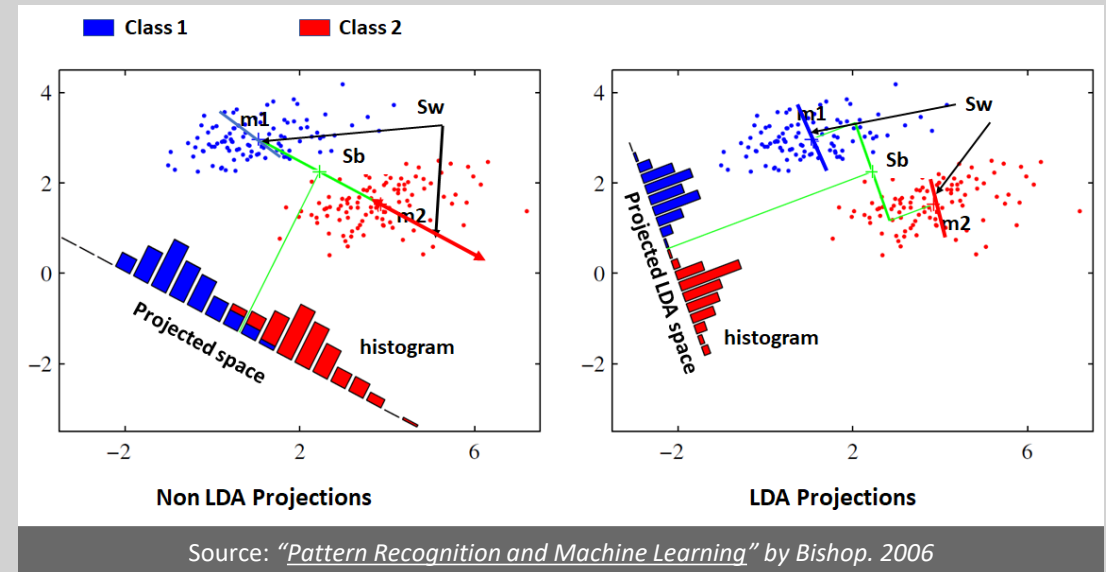 Class 1
Class 2
4
2
0
−2
−2
2
6
m1
Sw
Sb
m2
Projected space
histogram
Non LDA Projections
4
2
0
−2
−2
2
6
m1
Sw
Sb
m2
Projected LDA space
histogram
LDA Projections
Source: “Pattern Recognition and Machine Learning” by Bishop. 2006